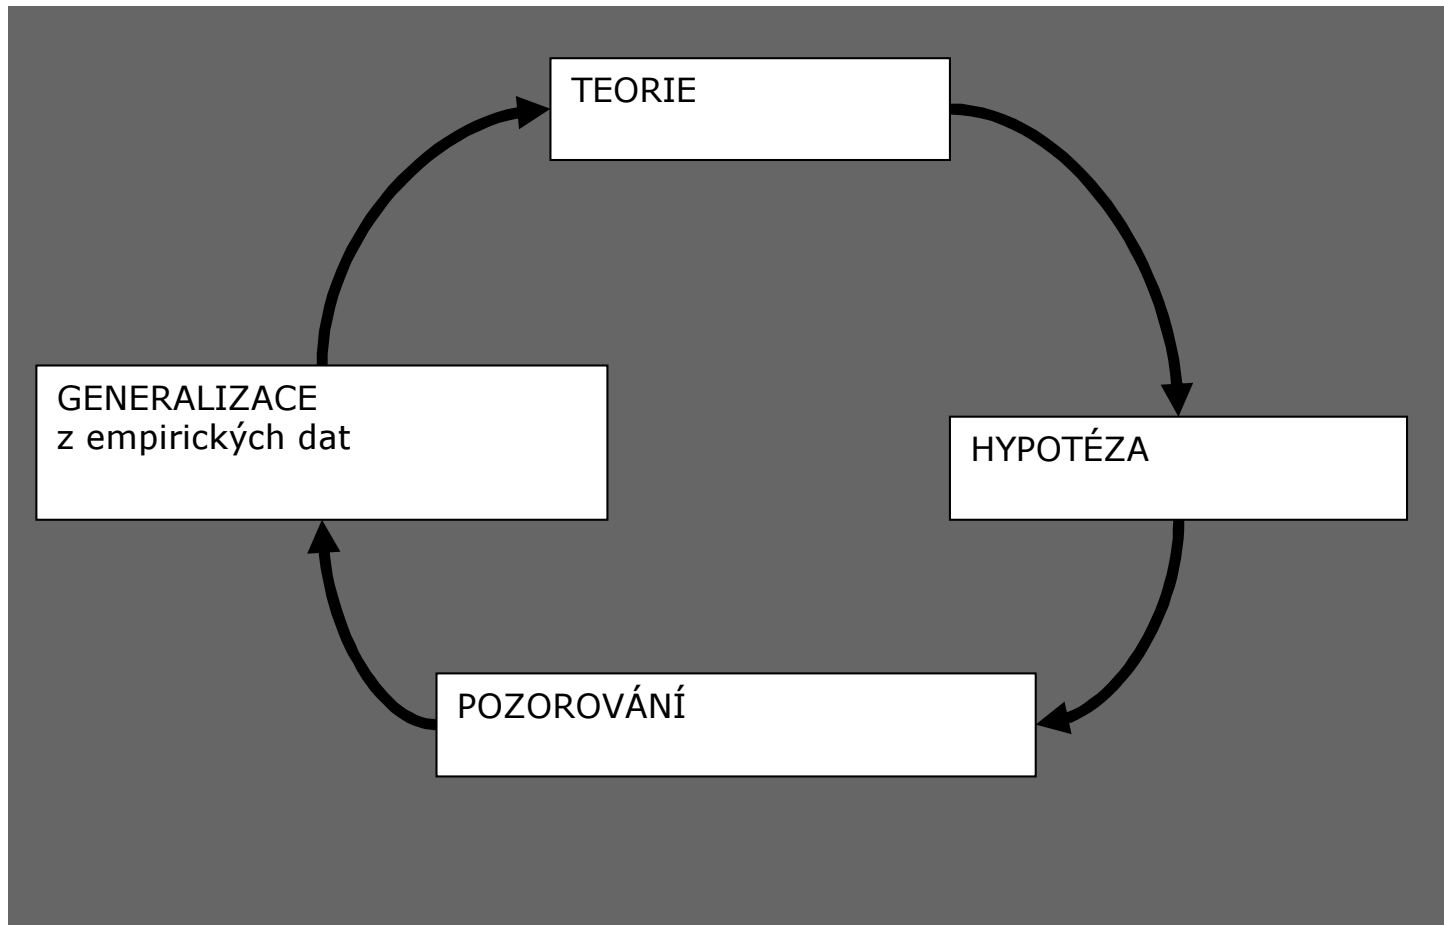 TEORIE
GENERALIZACE
z empirických dat
HYPOTÉZA
POZOROVÁNÍ